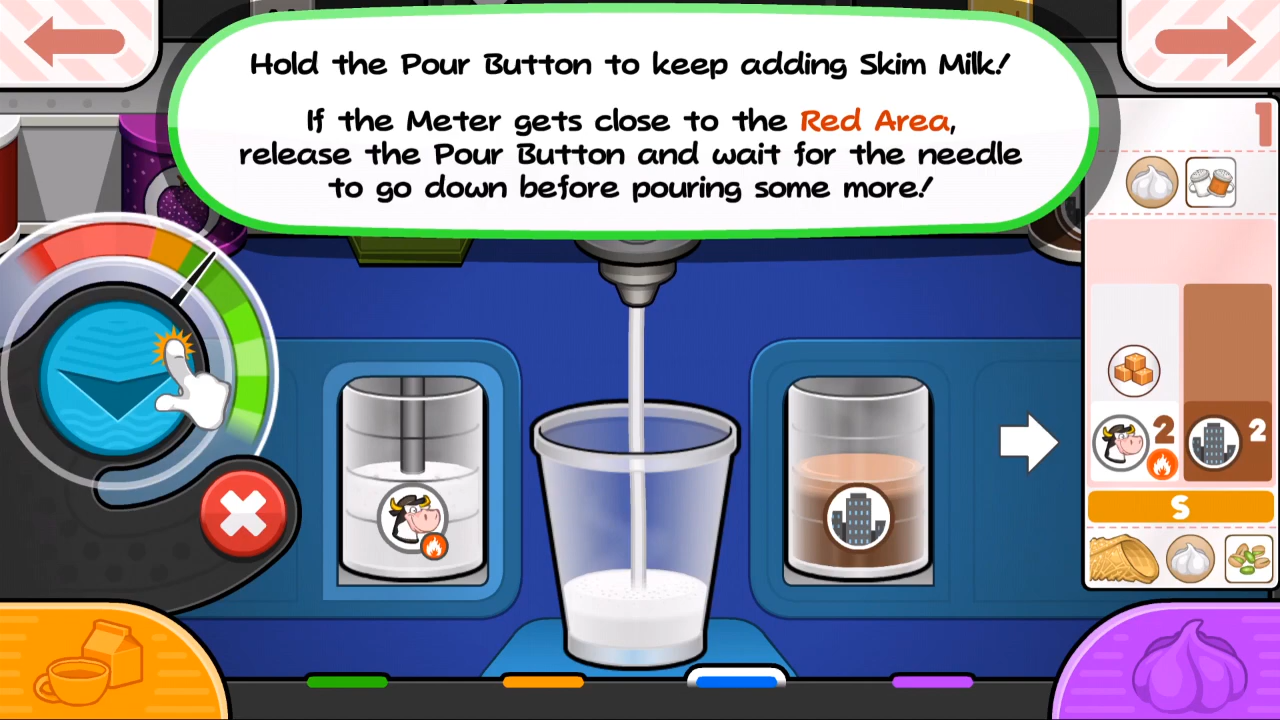 Hold the Pour Button to keep adding Skim Milk!
If the Meter gets close to the Red Area,
release the Pour Button and wait for the needle
to go down before pouring some more!
1
2 2
S